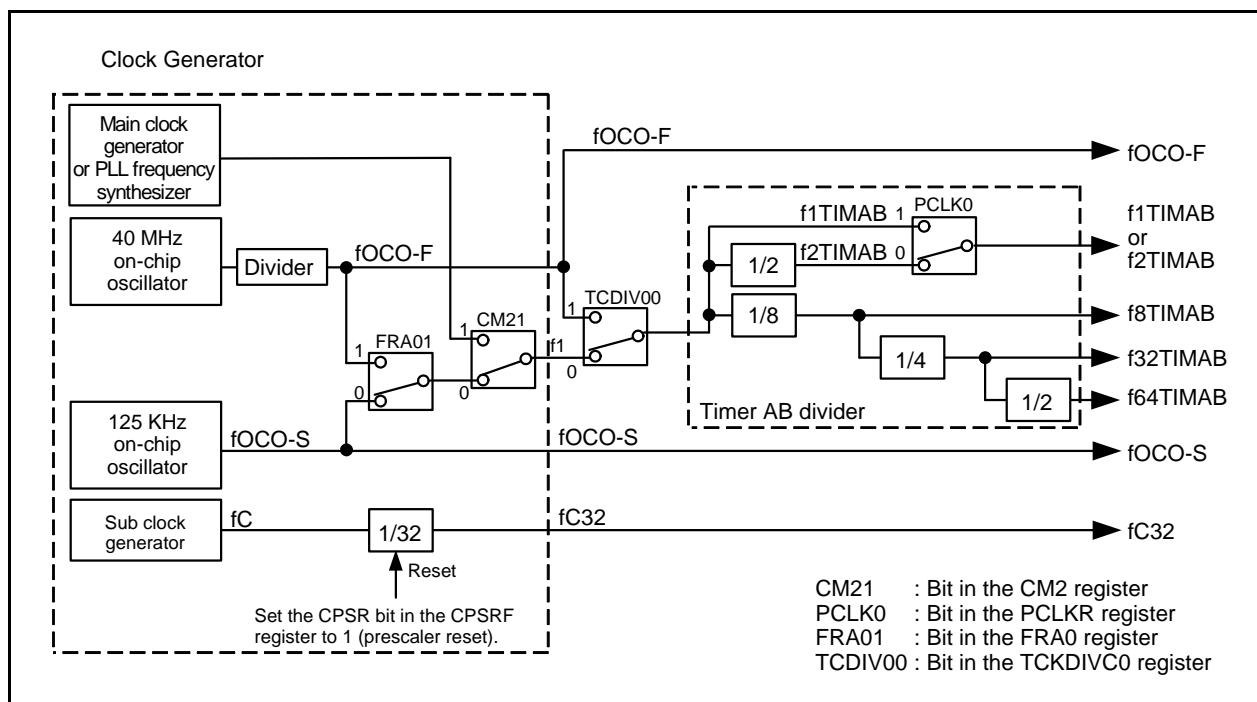 Clock Generator
Main clock
generator
or PLL frequency
synthesizer
fOCO-F
fOCO-F
PCLK0
f1TIMAB 1
f1TIMAB
or
f2TIMAB
40 MHz
on-chip
oscillator
Divider
fOCO-F
1/2
f2TIMAB 0
TCDIV00
1
CM21
1
FRA01
1
0
f1
0
0
1/8
f8TIMAB
1/4
f32TIMAB
1/2
f64TIMAB
Timer AB divider
125 KHz
on-chip
oscillator
fOCO-S
fOCO-S
fOCO-S
Sub clock
generator
fC
1/32
fC32
fC32
Reset
Set the CPSR bit in the CPSRF
register to 1 (prescaler reset).
CM21 : Bit in the CM2 register
PCLK0 : Bit in the PCLKR register
FRA01 : Bit in the FRA0 register
TCDIV00 : Bit in the TCKDIVC0 register